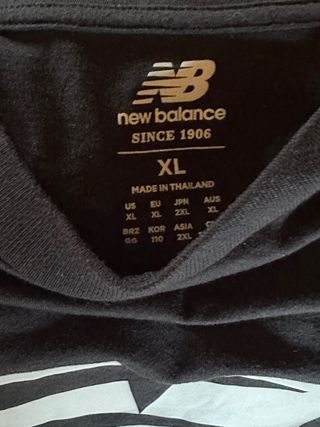 NB
new balance
SINCE 1906
XL
MADE IN THAILAND
US EU JPN AUS
XL XL 2XL XL
BRZ KOR ASIA
GG 110 2XL